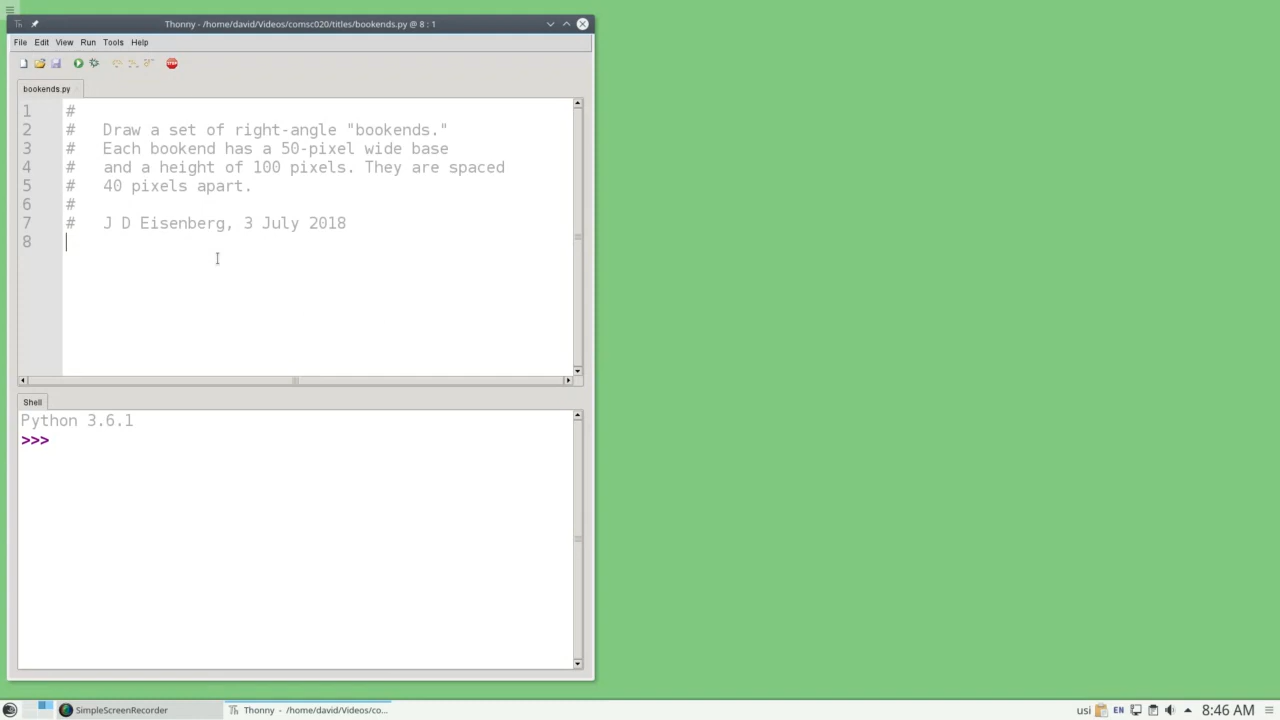 Thonny - /home/david/Videos/comsc020/titles/bookends.py @ 8 : 1
File Edit View Run Tools Help
STOP
bookends.py
1 #
2 #   Draw a set of right-angle "bookends."
3 #   Each bookend has a 50-pixel wide base
4 #   and a height of 100 pixels. They are spaced
5 #   40 pixels apart.
6 #
7 #   J D Eisenberg, 3 July 2018
8
Shell
Python 3.6.1
>>>
SimpleScreenRecorder
Th Thonny - /home/david/Videos/co...
usi
EN
8:46 AM